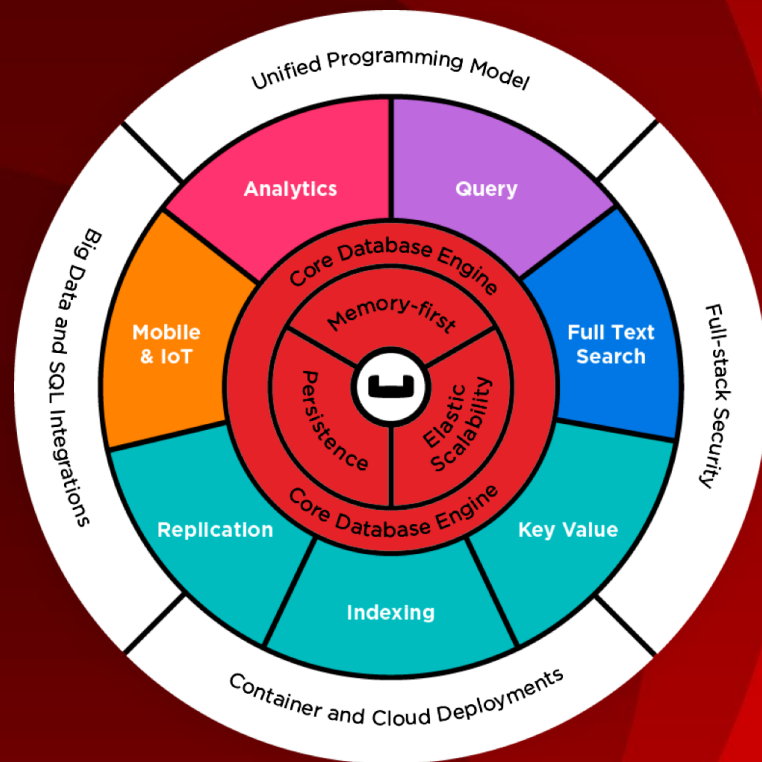 Unified Programming Model
Analytics
Query
Core Database Engine
Memory-first
Big Data and SQL Integrations
Mobile
& IoT
Full Text
Search
Full-stack Security
Persistence
Elastic
Scalability
Core Database Engine
Replication
Key Value
Indexing
Container and Cloud Deployments